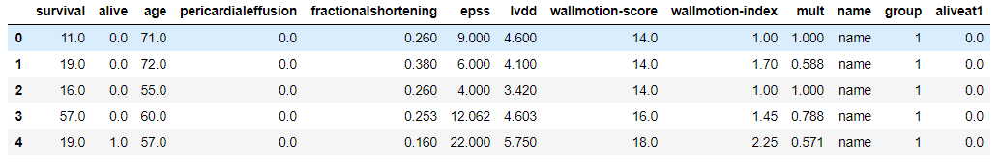 survival alive age pericardialeffusion fractionalshortening epss lvdd wallmotion-score wallmotion-index mult name group aliveat1
0 11.0 0.0 71.0 0.0 0.260 9.000 4.600 14.0 1.00 1.000 name 1 0.0
1 19.0 0.0 72.0 0.0 0.380 6.000 4.100 14.0 1.70 0.588 name 1 0.0
2 16.0 0.0 55.0 0.0 0.260 4.000 3.420 14.0 1.00 1.000 name 1 0.0
3 57.0 0.0 60.0 0.0 0.253 12.062 4.603 16.0 1.45 0.788 name 1 0.0
4 19.0 1.0 57.0 0.0 0.160 22.000 5.750 18.0 2.25 0.571 name 1 0.0